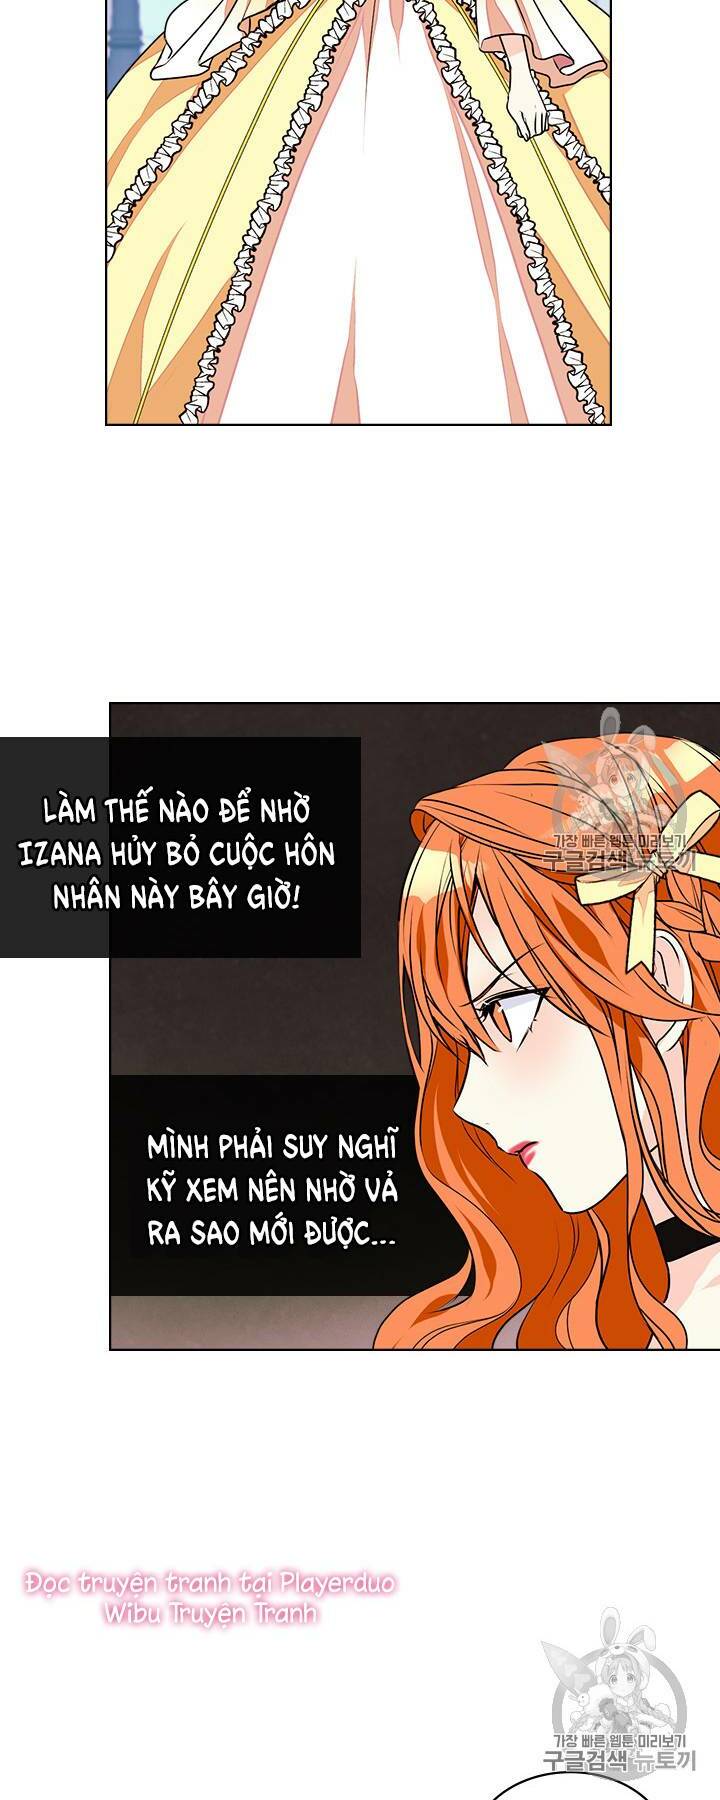 LÀM THẾ NÀO ĐỂ NHỜ
IZANA HỦY BỎ CUỘC HÔN
NHÂN NÀY BÂY GIỜ!
가장 빠른 웹툰 미리보기
구글검색 뉴토끼
MÌNH PHẢI SUY NGHĨ
KỸ XEM NÊN NHỜ VẢ
RA SAO MỚI ĐƯỢC...
Đọc truyện tranh tại Playerduo
Wibu Truyện Tranh
가장 빠른 웹툰 미리보기
구글검색 뉴토끼